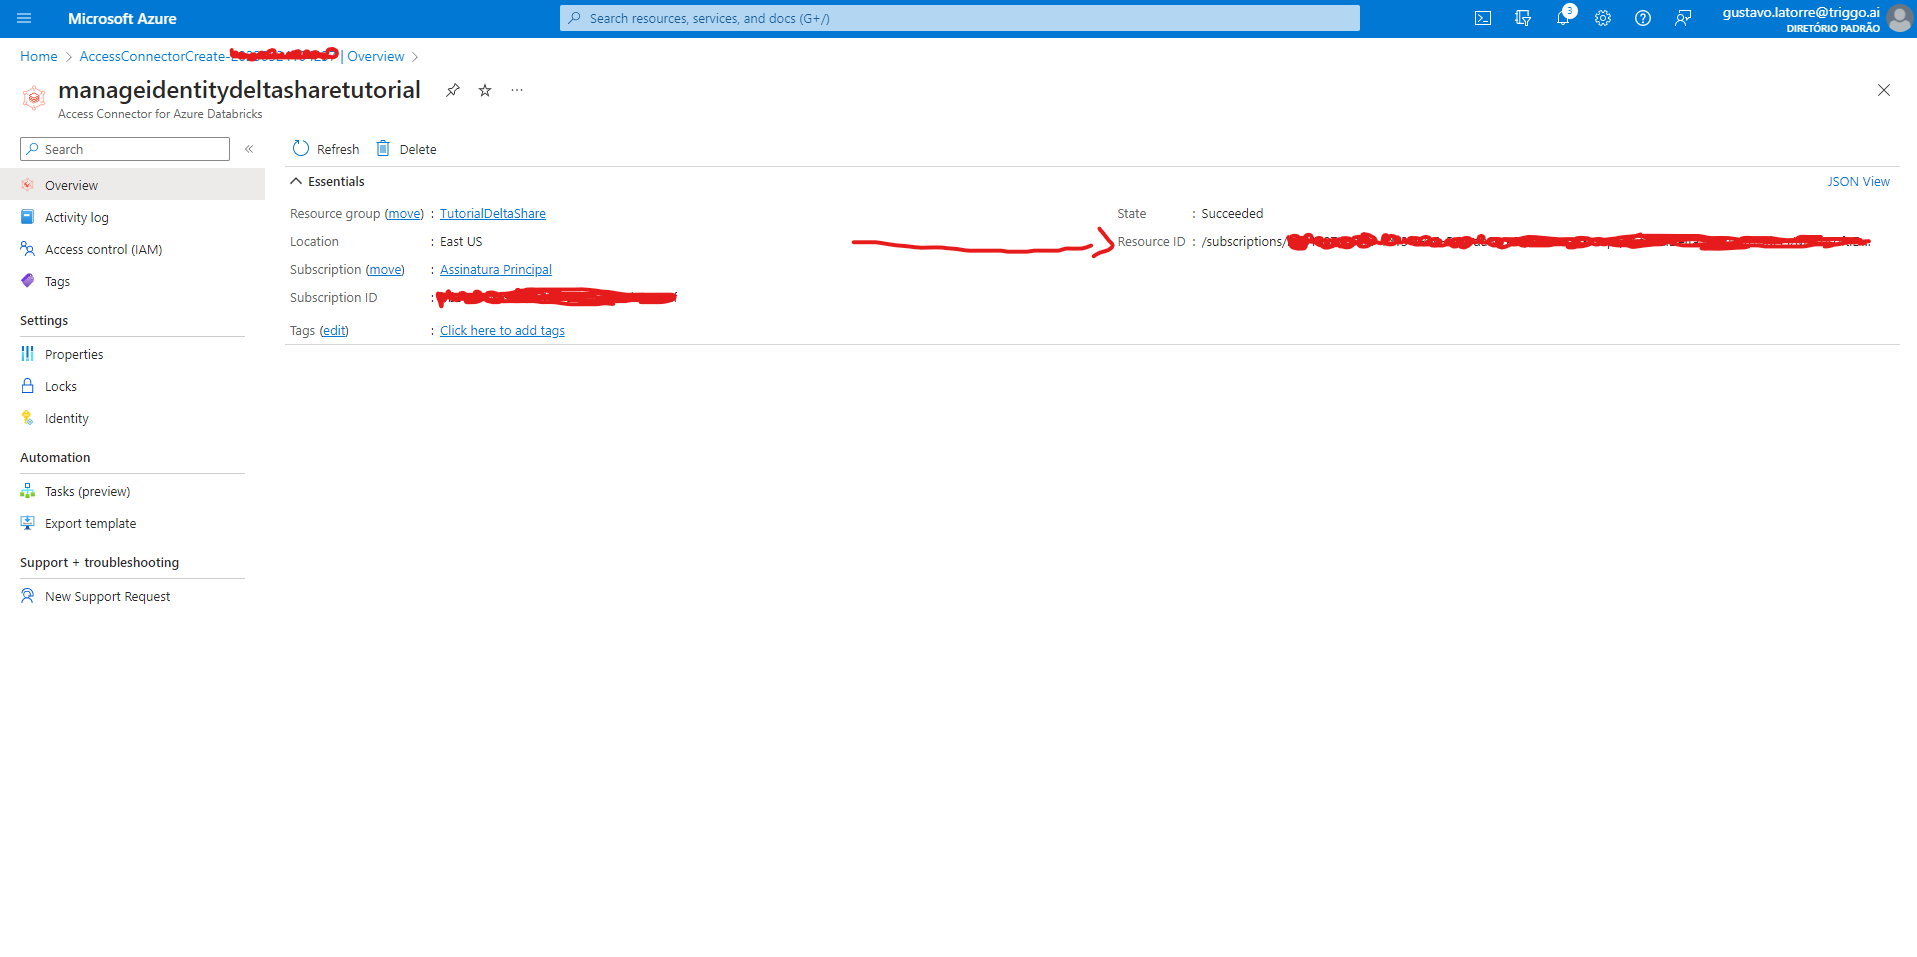 Microsoft Azure
Search resources, services, and docs (G+/)
3
gustavo.latorre@triggo.ai
DIRETÓRIO PADRÃO
Home > AccessConnectorCreate- | Overview >
manageidentitydeltasharetutorial
Access Connector for Azure Databricks
Search
Refresh
Delete
Overview
Activity log
Access control (IAM)
Tags
Settings
Properties
Locks
Identity
Automation
Tasks (preview)
Export template
Support + troubleshooting
New Support Request
Essentials
JSON View
Resource group (move) : TutorialDeltaShare
Location : East US
Subscription (move) : Assinatura Principal
Subscription ID :
Tags (edit) : Click here to add tags
State : Succeeded
Resource ID : /subscriptions/